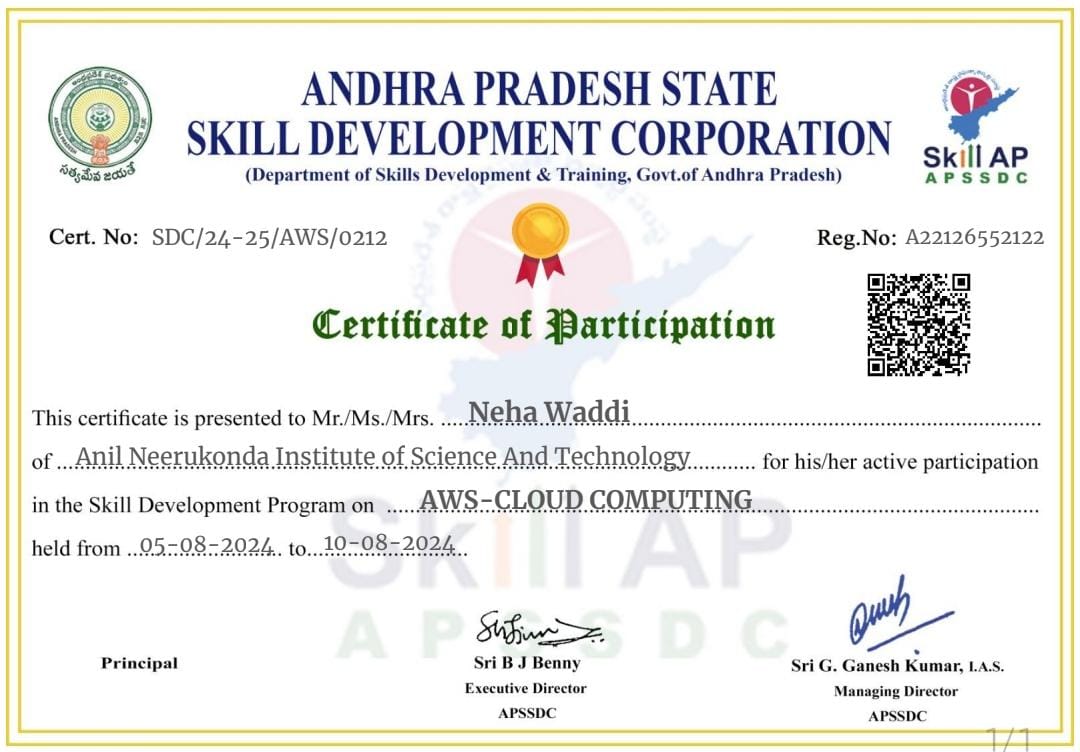 ANDHRA PRADESH STATE
SKILL DEVELOPMENT CORPORATION
(Department of Skills Development & Training, Govt.of Andhra Pradesh)
సత్యమేవ జయతే
Skill AP
APSSDC
Cert. No: SDC/24-25/AWS/0212
Reg.No: A22126552122
Certificate of Participation
This certificate is presented to Mr./Ms./Mrs. Neha Waddi
of Anil Neerukonda Institute of Science And Technology for his/her active participation
in the Skill Development Program on AWS-CLOUD COMPUTING
held from 05-08-2024 to 10-08-2024
Skill AP
APSSDC
Principal
Sri B J Benny
Executive Director
APSSDC
Sri G. Ganesh Kumar, I.A.S.
Managing Director
APSSDC
1/1